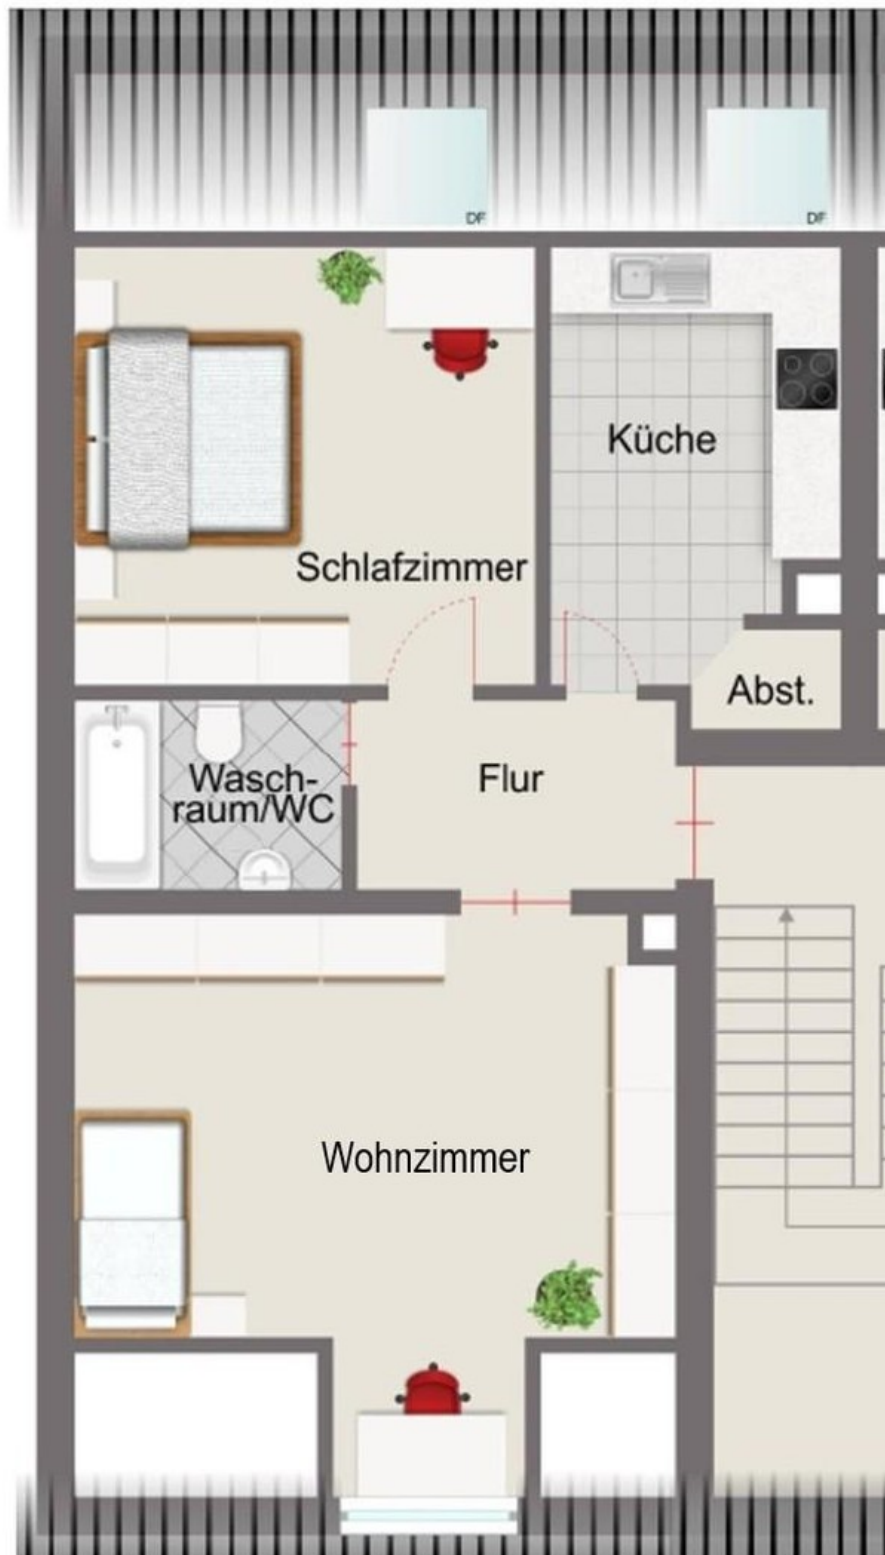 DF
DF
Küche
Schlafzimmer
Abst.
Flur
Wasch-
raum/WC
Wohnzimmer